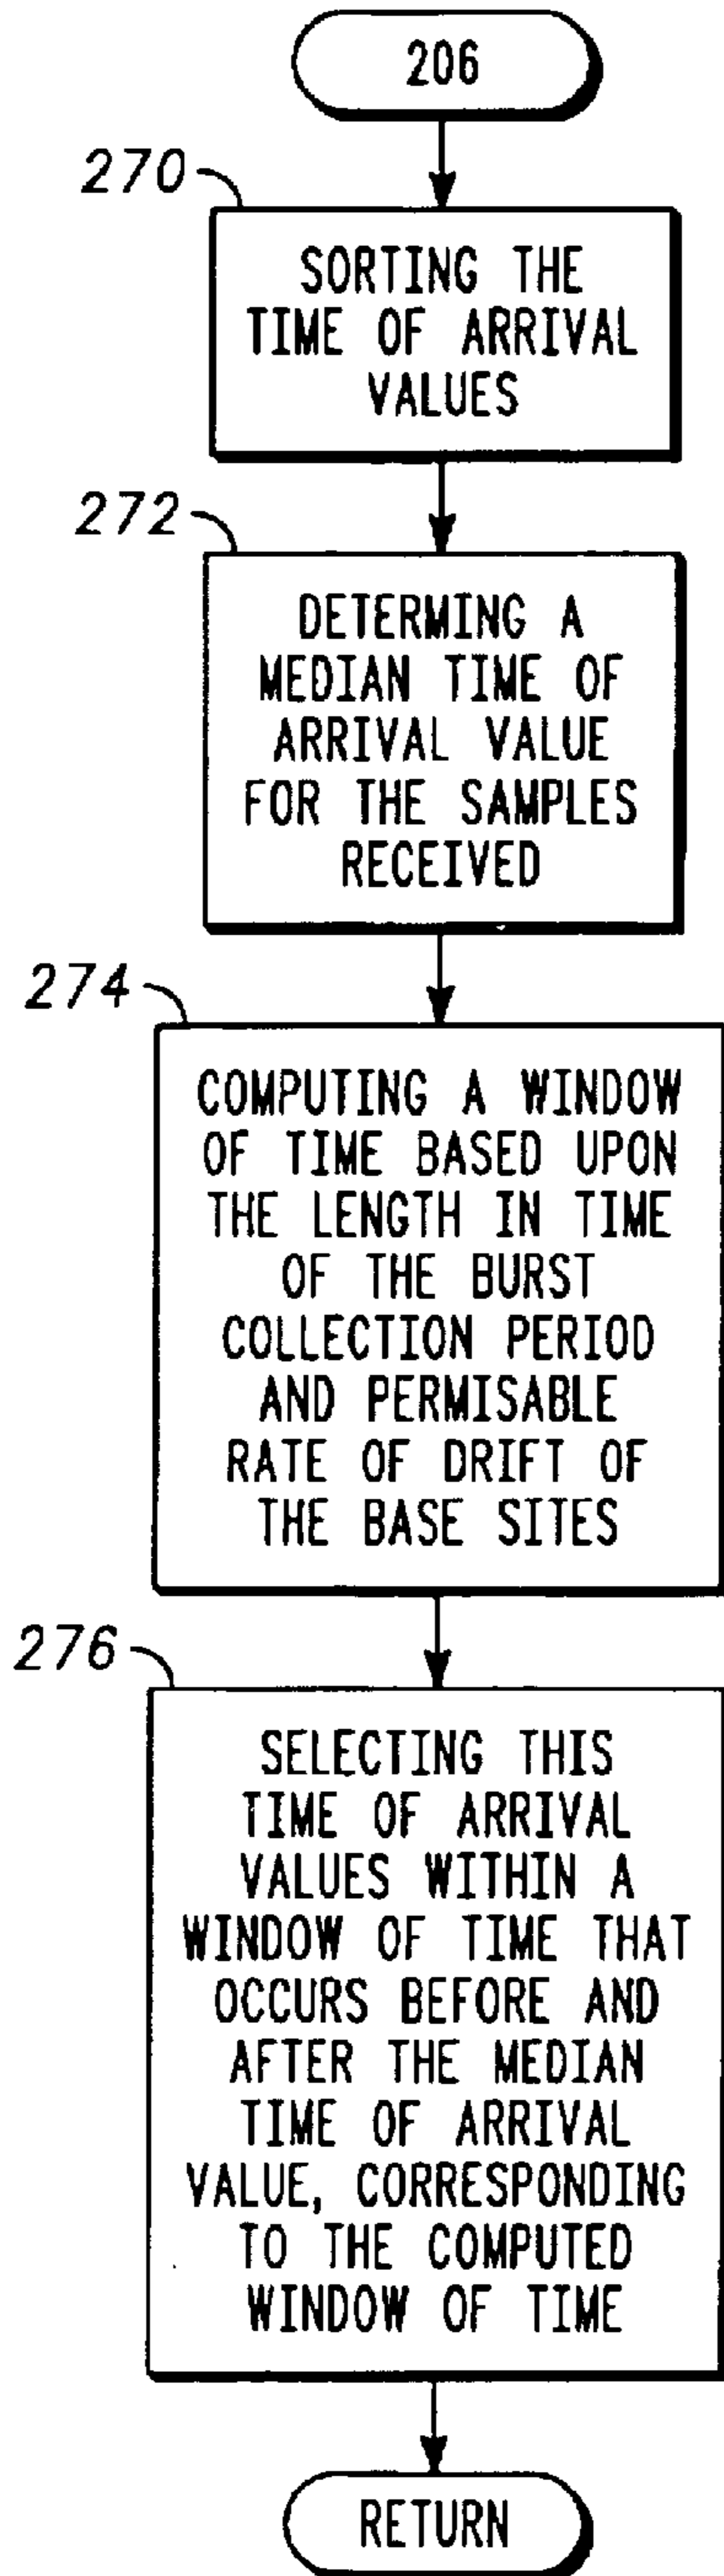 206
270
SORTING THE
TIME OF ARRIVAL
VALUES
272
DETERMING A
MEDIAN TIME OF
ARRIVAL VALUE
FOR THE SAMPLES
RECEIVED
274
COMPUTING A WINDOW
OF TIME BASED UPON
THE LENGTH IN TIME
OF THE BURST
COLLECTION PERIOD
AND PERMISABLE
RATE OF DRIFT OF
THE BASE SITES
276
SELECTING THIS
TIME OF ARRIVAL
VALUES WITHIN A
WINDOW OF TIME THAT
OCCURS BEFORE AND
AFTER THE MEDIAN
TIME OF ARRIVAL
VALUE, CORRESPONDING
TO THE COMPUTED
WINDOW OF TIME
RETURN